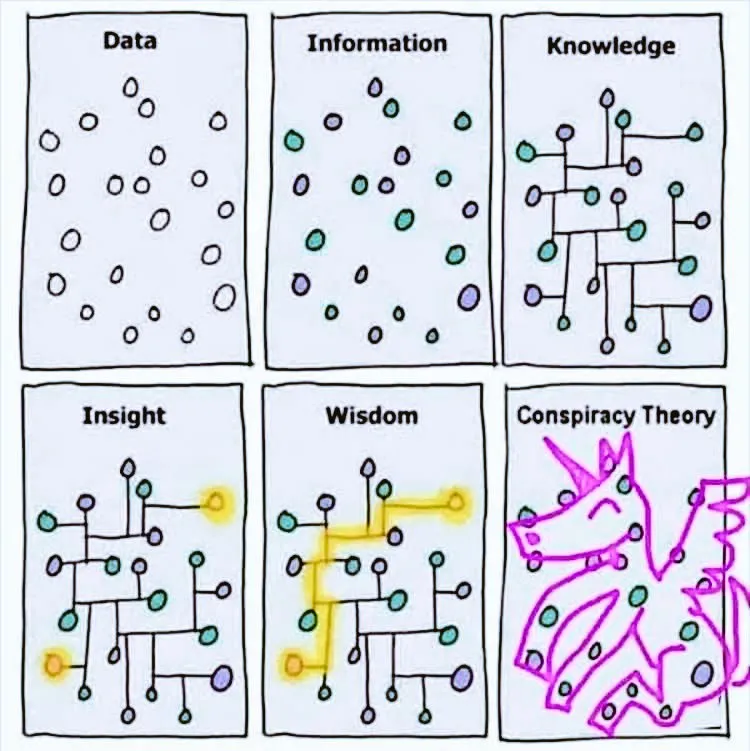 Data
Information
Knowledge
Insight
Wisdom
Conspiracy Theory